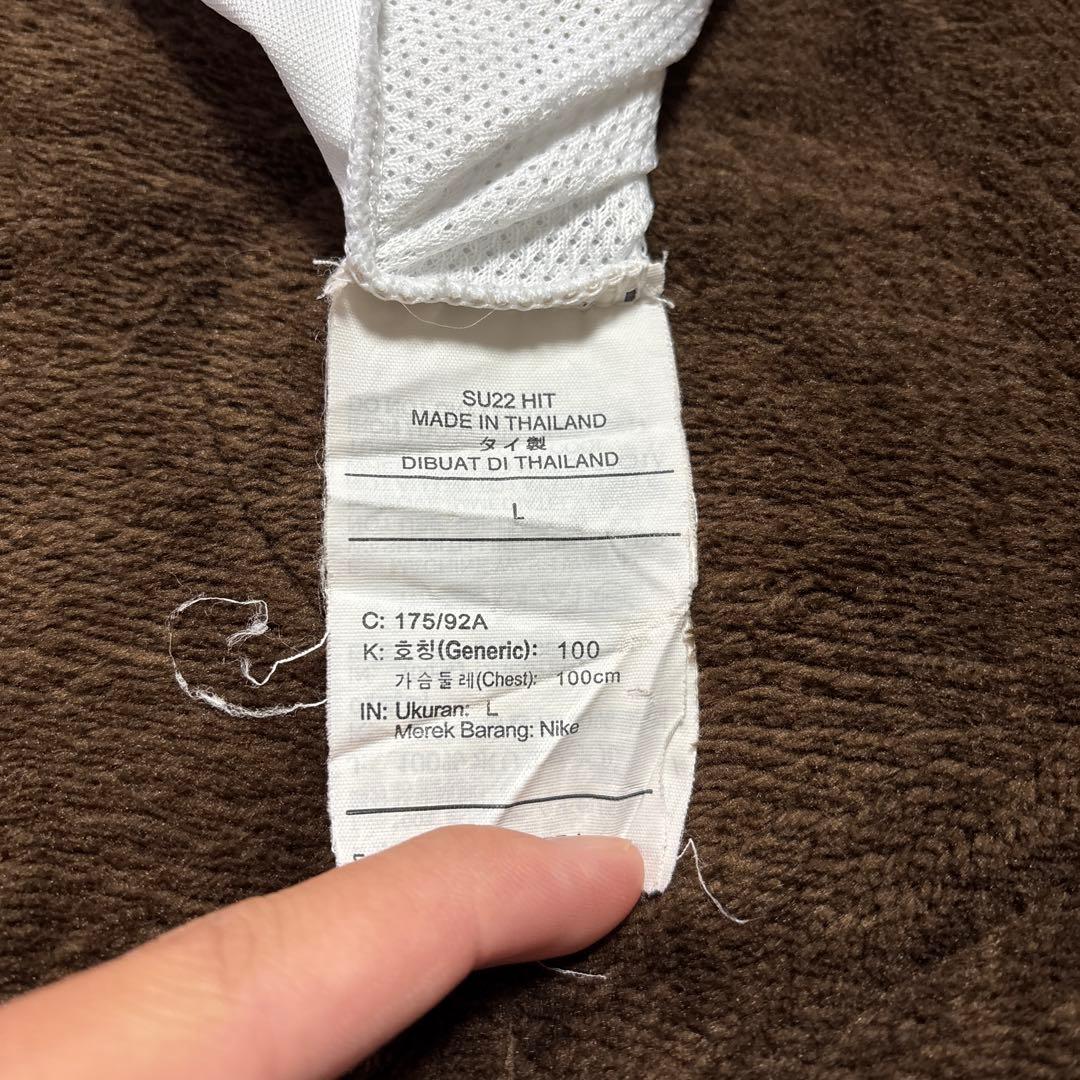 SU22 HIT
MADE IN THAILAND
タイ製
DIBUAT DI THAILAND
L
C: 175/92A
K: 호칭(Generic): 100
가슴둘레(Chest): 100cm
IN: Ukuran: L
Merek Barang: Nike